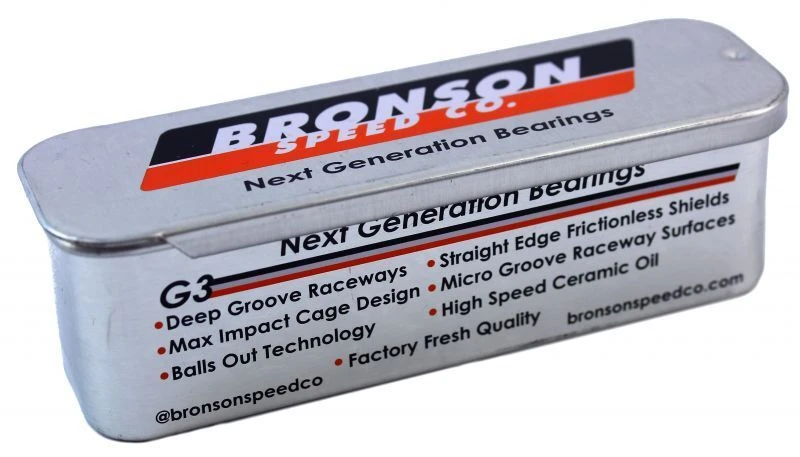 BRONSON
SPEED CO.
Next Generation Bearings
Next Generation Bearings
G3
•Deep Groove Raceways
•Max Impact Cage Design
•Balls Out Technology
•Straight Edge Frictionless Shields
•Micro Groove Raceway Surfaces
•High Speed Ceramic Oil
•Factory Fresh Quality
@bronsonspeedco
bronsonspeedco.com